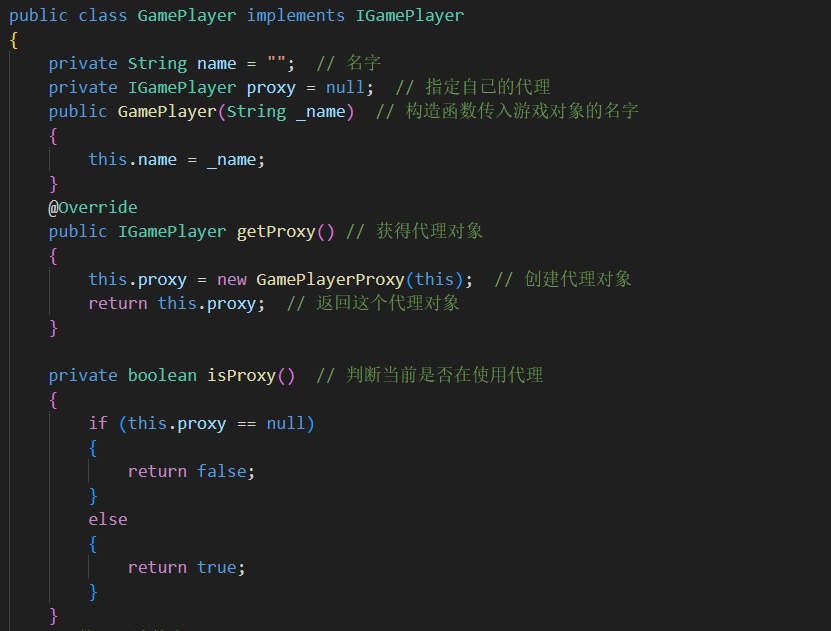 public class GamePlayer implements IGamePlayer
{
    private String name = "";  // 名字
    private IGamePlayer proxy = null;  // 指定自己的代理
    public GamePlayer(String _name)  // 构造函数传入游戏对象的名字
    {
        this.name = _name;
    }
    @Override
    public IGamePlayer getProxy() // 获得代理对象
    {
        this.proxy = new GamePlayerProxy(this);  // 创建代理对象
        return this.proxy;  // 返回这个代理对象
    }

    private boolean isProxy()  // 判断当前是否在使用代理
    {
        if (this.proxy == null)
        {
            return false;
        }
        else
        {
            return true;
        }
    }